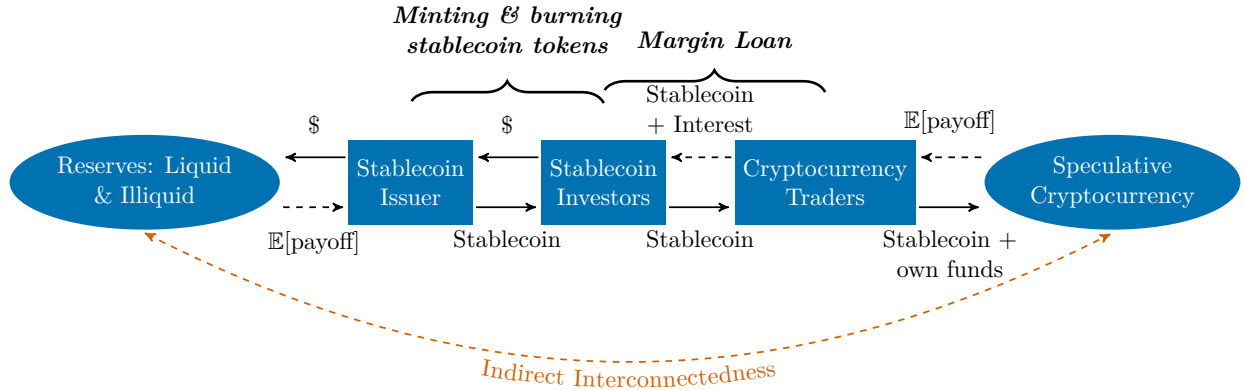 Minting & burning
stablecoin tokens
Margin Loan
Stablecoin
+ Interest
$
$
𝔼[payoff]
Reserves: Liquid
& Illiquid
Stablecoin
Issuer
Stablecoin
Investors
Cryptocurrency
Traders
Speculative
Cryptocurrency
𝔼[payoff]
Stablecoin
Stablecoin
Stablecoin +
own funds
Indirect Interconnectedness